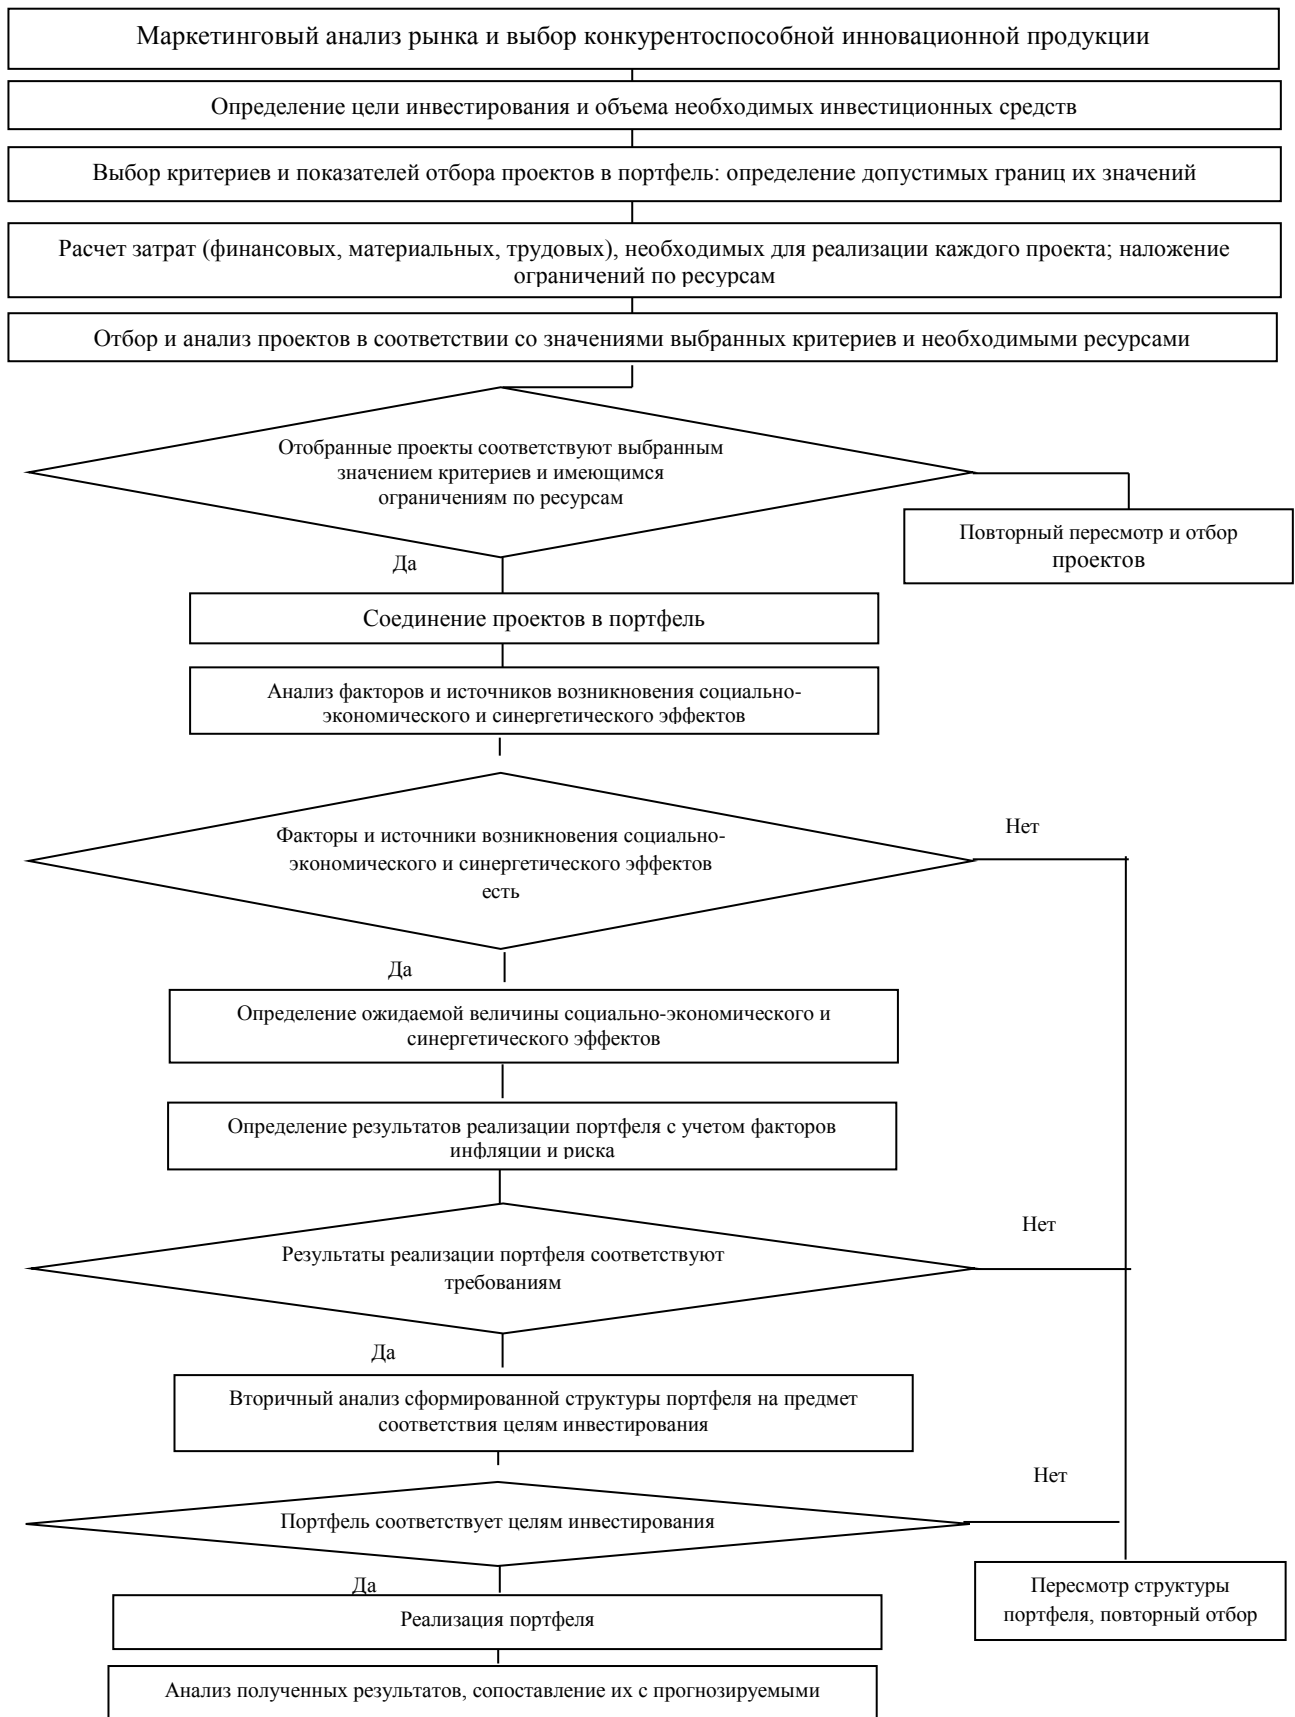 Маркетинговый анализ рынка и выбор конкурентоспособной инновационной продукции
Определение цели инвестирования и объема необходимых инвестиционных средств
Выбор критериев и показателей отбора проектов в портфель: определение допустимых границ их значений
Расчет затрат (финансовых, материальных, трудовых), необходимых для реализации каждого проекта; наложение
ограничений по ресурсам
Отбор и анализ проектов в соответствии со значениями выбранных критериев и необходимыми ресурсами
Отобранные проекты соответствуют выбранным
значением критериев и имеющимся
ограничениям по ресурсам
Повторный пересмотр и отбор
проектов
Да
Соединение проектов в портфель
Анализ факторов и источников возникновения социально-
экономического и синергетического эффектов
Нет
Факторы и источники возникновения социально-
экономического и синергетического эффектов
есть
Да
Определение ожидаемой величины социально-экономического и
синергетического эффектов
Определение результатов реализации портфеля с учетом факторов
инфляции и риска
Нет
Результаты реализации портфеля соответствуют
требованиям
Да
Вторичный анализ сформированной структуры портфеля на предмет
соответствия целям инвестирования
Нет
Портфель соответствует целям инвестирования
Да
Пересмотр структуры
портфеля, повторный отбор
Реализация портфеля
Анализ полученных результатов, сопоставление их с прогнозируемыми